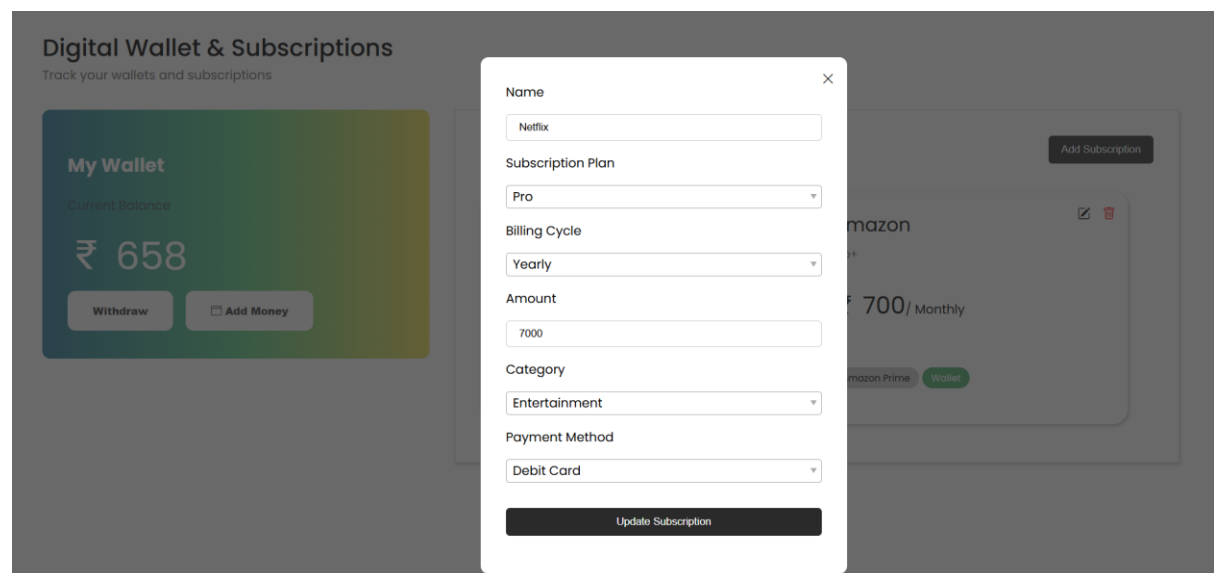 Digital Wallet & Subscriptions
Track your wallets and subscriptions
My Wallet
Current Balance
₹ 658
Withdraw
Add Money
Add Subscription
mazon
₹ 700/ Monthly
mazon Prime
Wallet
Name
Netflix
Subscription Plan
Pro
Billing Cycle
Yearly
Amount
7000
Category
Entertainment
Payment Method
Debit Card
Update Subscription